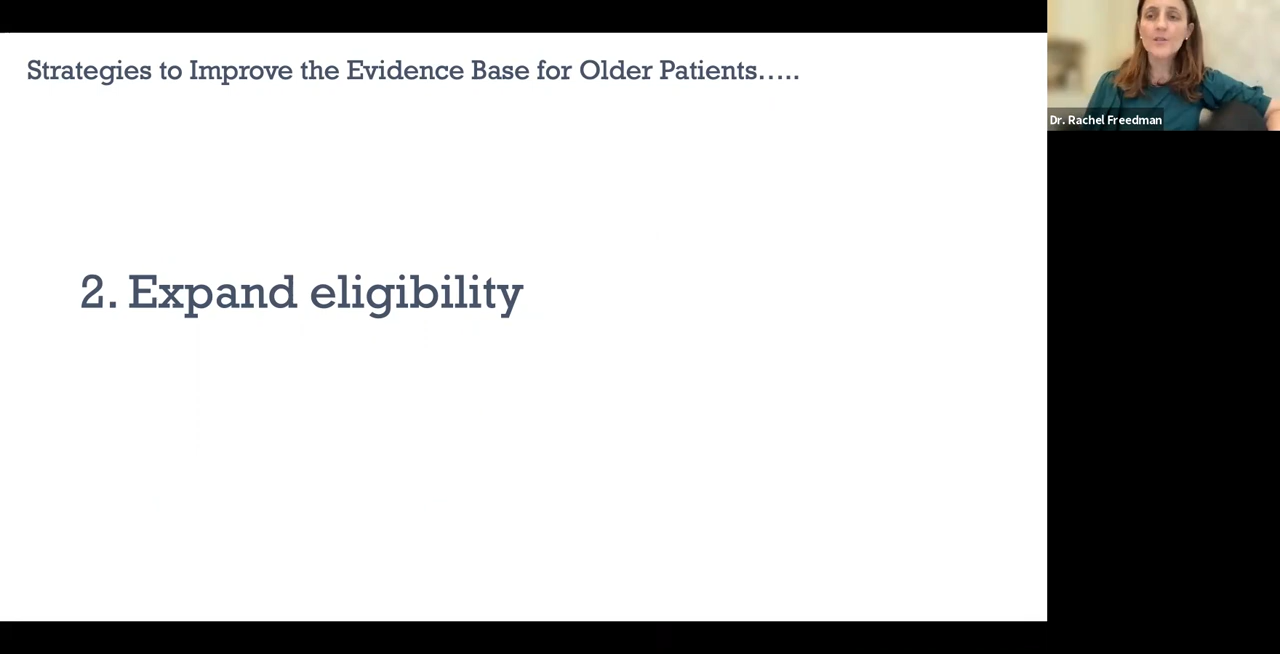 Strategies to Improve the Evidence Base for Older Patients.....
Dr. Rachel Freedman
2. Expand eligibility